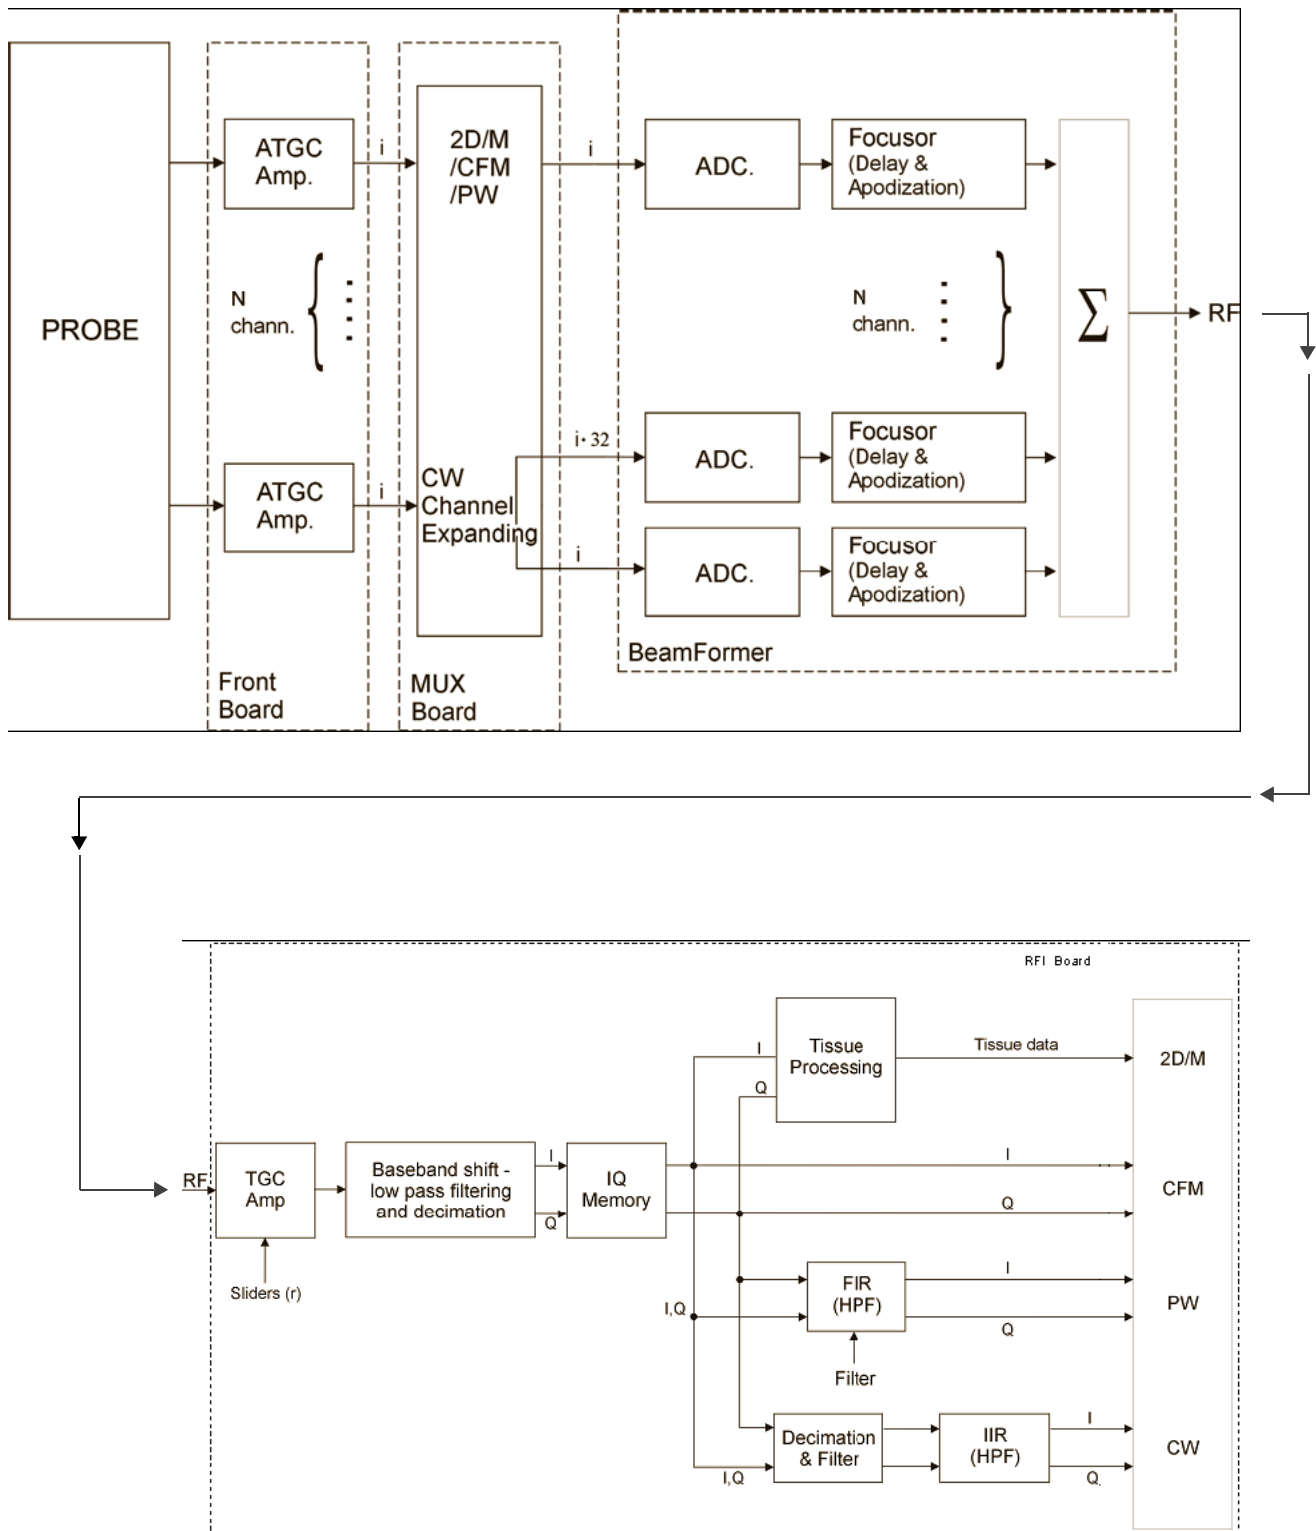 PROBE
ATGC
Amp.
i
N
chann.
ATGC
Amp.
i
Front
Board
2D/M
/CFM
/PW
CW
Channel
Expanding
MUX
Board
i
i·32
i
ADC.
Focusor
(Delay &
Apodization)
N
chann.
ADC.
Focusor
(Delay &
Apodization)
ADC.
Focusor
(Delay &
Apodization)
BeamFormer
∑
RF
RFI Board
RF
TGC
Amp
Sliders (r)
Baseband shift -
low pass filtering
and decimation
I
Q
IQ
Memory
I
Q
Tissue
Processing
Tissue data
2D/M
I
Q
CFM
I,Q
FIR
(HPF)
Filter
I
Q
PW
I,Q
Decimation
& Filter
IIR
(HPF)
I
Q.
CW